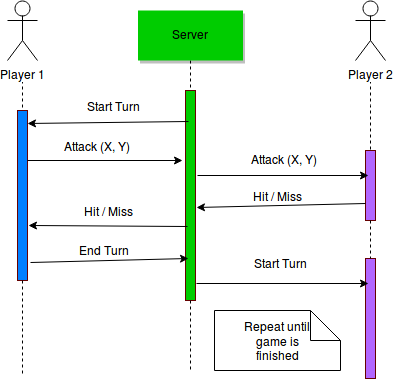 Server
Player 1
Player 2
Start Turn
Attack (X, Y)
Attack (X, Y)
Hit / Miss
Hit / Miss
End Turn
Start Turn
Repeat until
game is
finished